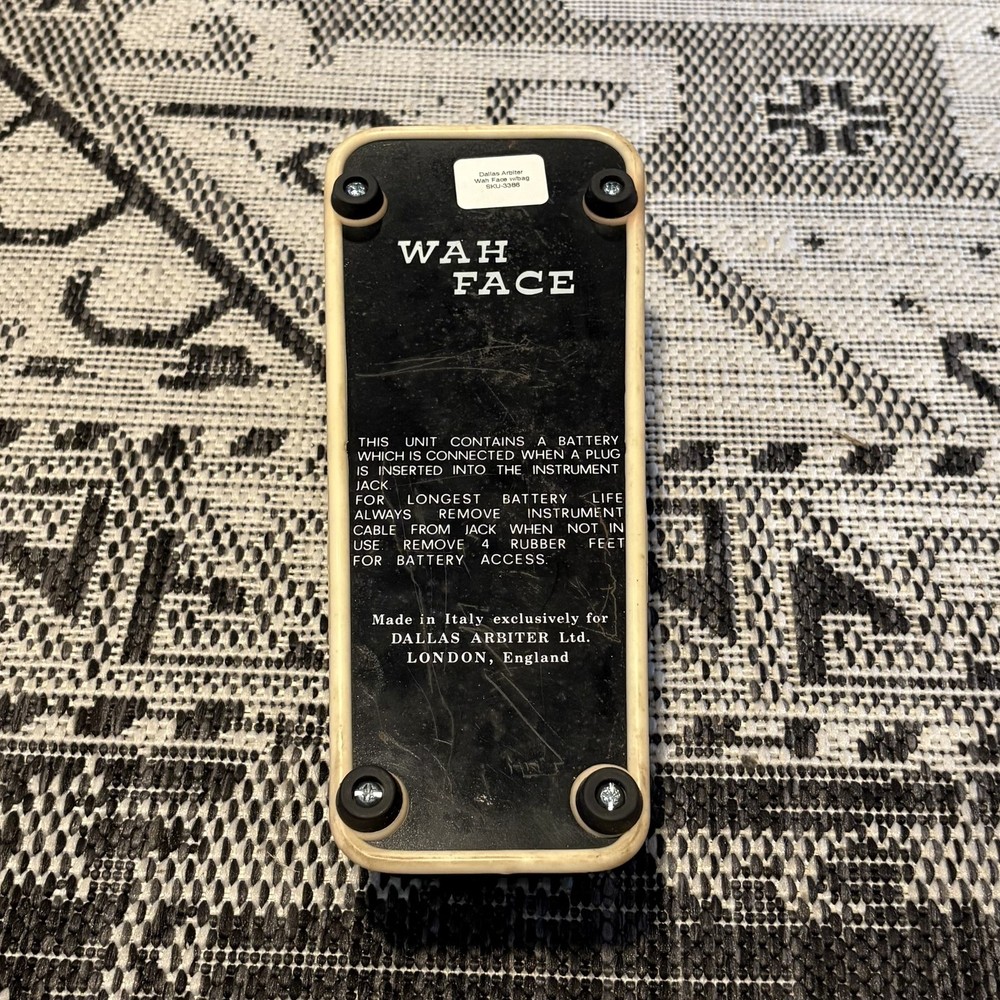 Dallas Arbiter
Wah Face w/bag
SKU-3386
WAH
FACE
THIS UNIT CONTAINS A BATTERY
WHICH IS CONNECTED WHEN A PLUG
IS INSERTED INTO THE INSTRUMENT
JACK.
FOR LONGEST BATTERY LIFE
ALWAYS REMOVE INSTRUMENT
CABLE FROM JACK WHEN NOT IN
USE REMOVE 4 RUBBER FEET
FOR BATTERY ACCESS.
Made in Italy exclusively for
DALLAS ARBITER Ltd.
LONDON, England